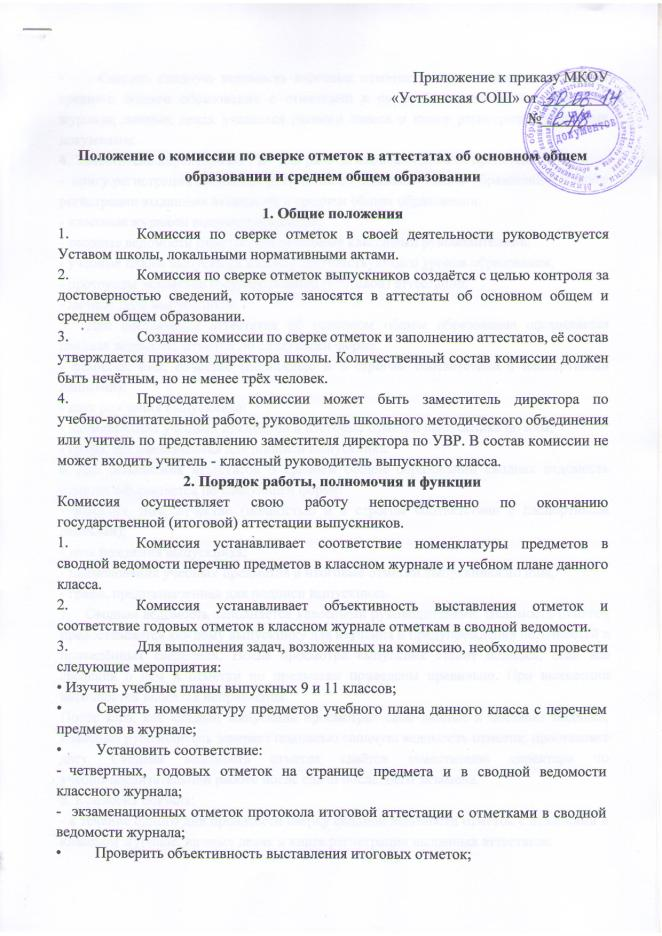 Приложение к приказу МКОУ
«Устьянская СОШ» от
№
документов
Положение о комиссии по сверке отметок в аттестатах об основном общем
образовании и среднем общем образовании
1. Общие положения
1. Комиссия по сверке отметок в своей деятельности руководствуется
Уставом школы, локальными нормативными актами.
2. Комиссия по сверке отметок выпускников создаётся с целью контроля за
достоверностью сведений, которые заносятся в аттестаты об основном общем и
среднем общем образовании.
3. Создание комиссии по сверке отметок и заполнению аттестатов, её состав
утверждается приказом директора школы. Количественный состав комиссии должен
быть нечётным, но не менее трёх человек.
4. Председателем комиссии может быть заместитель директора по
учебно-воспитательной работе, руководитель школьного методического объединения
или учитель по представлению заместителя директора по УВР. В состав комиссии не
может входить учитель - классный руководитель выпускного класса.
2. Порядок работы, полномочия и функции
Комиссия осуществляет свою работу непосредственно по окончанию
государственной (итоговой) аттестации выпускников.
1. Комиссия устанавливает соответствие номенклатуры предметов в
сводной ведомости перечню предметов в классном журнале и учебном плане данного
класса.
2. Комиссия устанавливает объективность выставления отметок и
соответствие годовых отметок в классном журнале отметкам в сводной ведомости.
3. Для выполнения задач, возложенных на комиссию, необходимо провести
следующие мероприятия:
• Изучить учебные планы выпускных 9 и 11 классов;
• Сверить номенклатуру предметов учебного плана данного класса с перечнем
предметов в журнале;
• Установить соответствие:
- четвертных, годовых отметок на странице предмета и в сводной ведомости
классного журнала;
- экзаменационных отметок протокола итоговой аттестации с отметками в сводной
ведомости журнала;
• Проверить объективность выставления итоговых отметок;